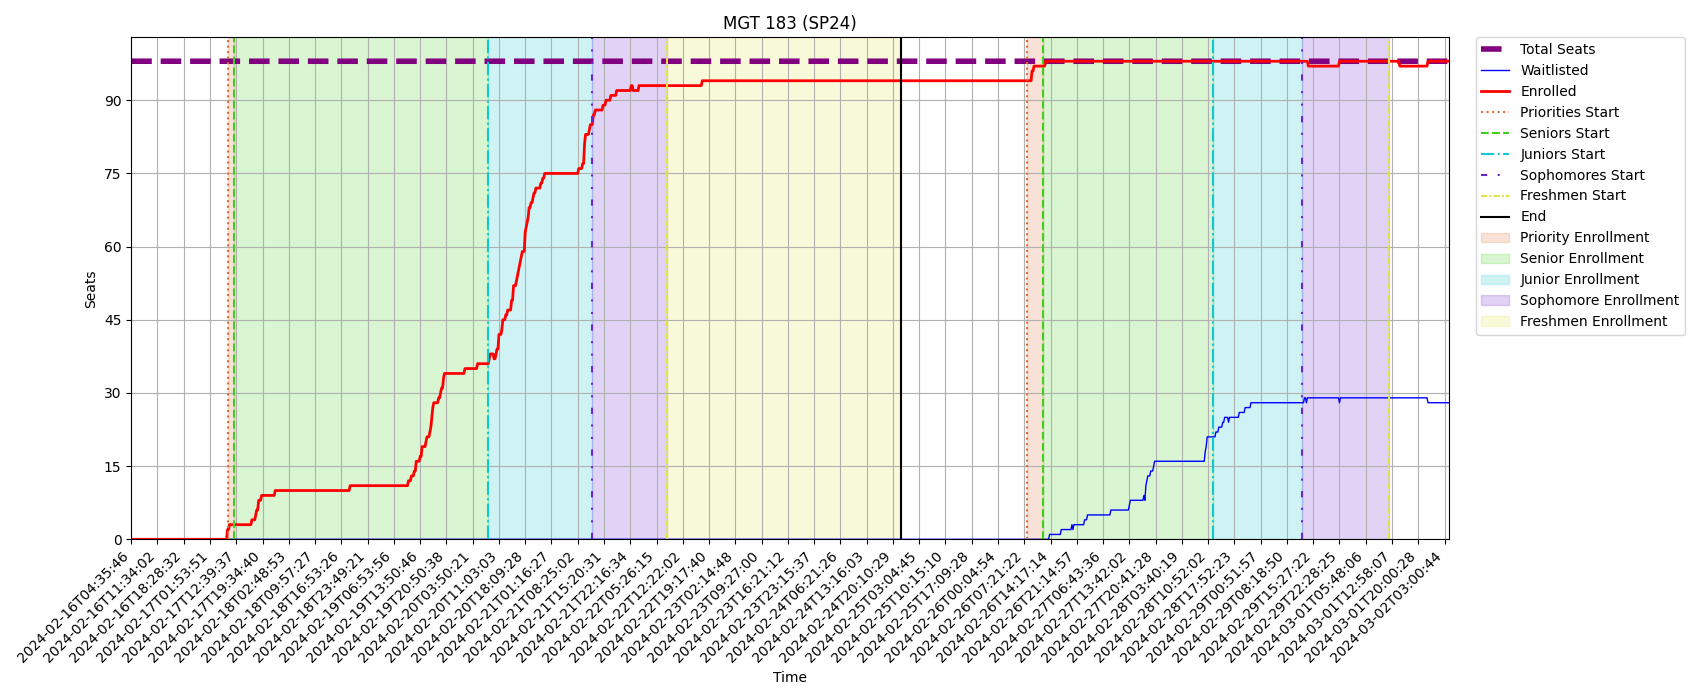 MGT 183 (SP24)
Seats
90
75
60
45
30
15
0
2024-02-16T04:35:46
2024-02-16T11:34:02
2024-02-16T18:28:32
2024-02-17T01:53:51
2024-02-17T12:39:37
2024-02-17T19:34:40
2024-02-18T02:48:53
2024-02-18T09:57:27
2024-02-18T16:53:26
2024-02-18T23:49:21
2024-02-19T06:53:56
2024-02-19T13:50:46
2024-02-19T20:50:38
2024-02-20T03:50:21
2024-02-20T11:03:03
2024-02-20T18:09:28
2024-02-21T01:16:27
2024-02-21T08:25:02
2024-02-21T15:20:31
2024-02-21T22:16:34
2024-02-22T05:26:15
2024-02-22T12:22:02
2024-02-22T19:17:40
2024-02-23T02:14:48
2024-02-23T09:27:00
2024-02-23T16:21:12
2024-02-23T23:15:37
2024-02-24T06:21:26
2024-02-24T13:16:03
2024-02-24T20:10:29
2024-02-25T03:04:45
2024-02-25T10:15:10
2024-02-25T17:09:28
2024-02-26T00:04:54
2024-02-26T07:21:22
2024-02-26T14:17:14
2024-02-26T21:14:57
2024-02-27T06:43:36
2024-02-27T13:42:02
2024-02-27T20:41:28
2024-02-28T03:40:19
2024-02-28T10:52:02
2024-02-28T17:52:23
2024-02-29T00:51:57
2024-02-29T08:18:50
2024-02-29T15:27:22
2024-02-29T22:28:25
2024-03-01T05:48:06
2024-03-01T12:58:07
2024-03-01T20:00:28
2024-03-02T03:00:44
Time
Total Seats
Waitlisted
Enrolled
Priorities Start
Seniors Start
Juniors Start
Sophomores Start
Freshmen Start
End
Priority Enrollment
Senior Enrollment
Junior Enrollment
Sophomore Enrollment
Freshmen Enrollment